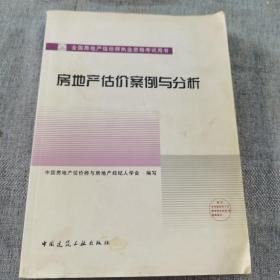 全国房地产估价师执业资格考试用书
房地产估价案例与分析
中国房地产估价师与房地产经纪人学会 编写
中国建筑工业出版社